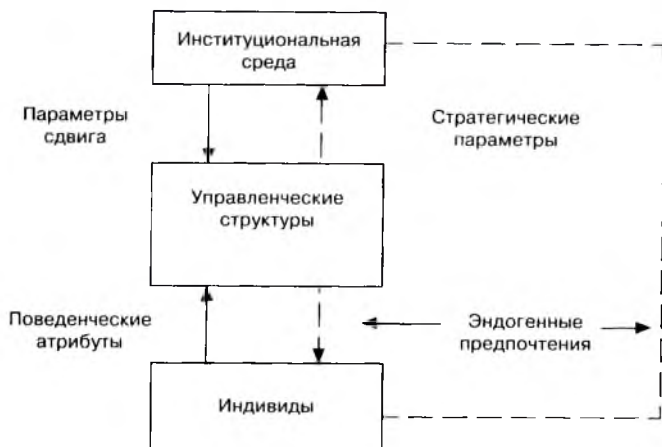 Институциональная
среда
Параметры
сдвига
Стратегические
параметры
Управленческие
структуры
Поведенческие
атрибуты
Эндогенные
предпочтения
Индивиды